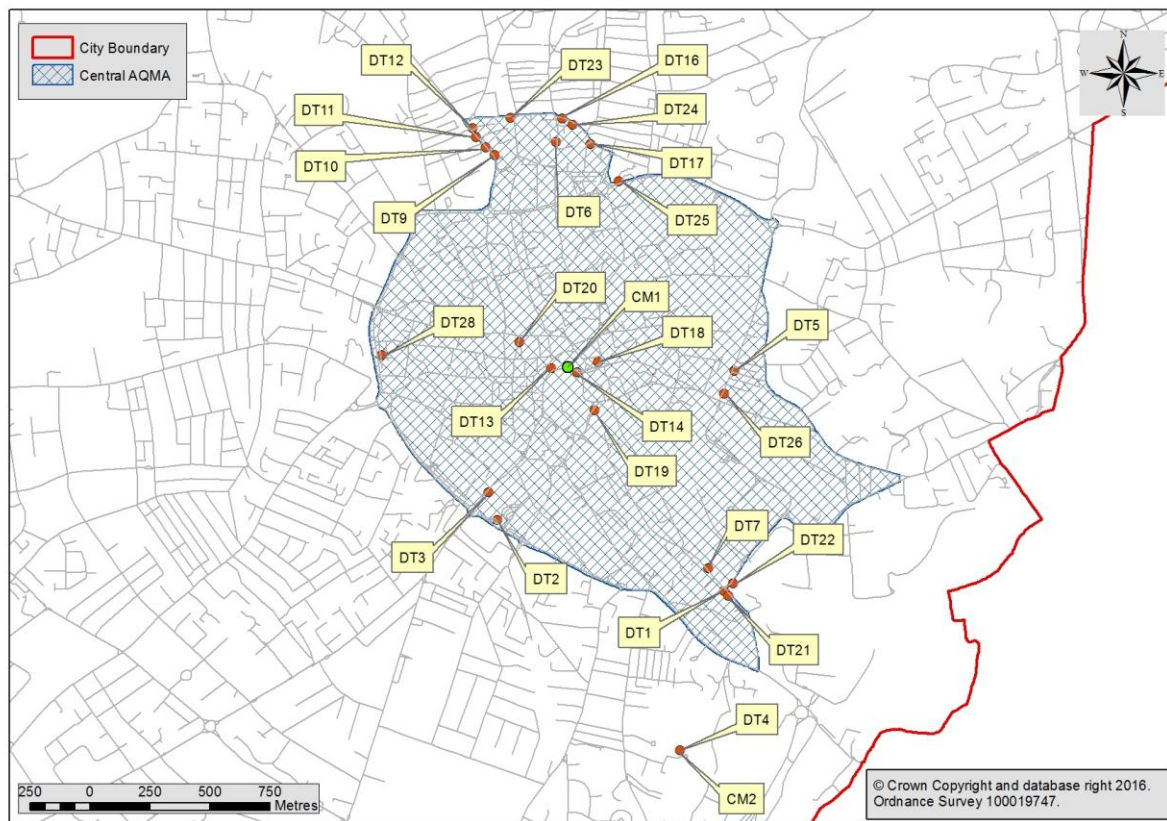 City Boundary
Central AQMA
N
W E
S
DT12
DT23
DT16
DT11
DT24
DT10
DT17
DT9
DT6
DT25
DT20
CM1
DT28
DT18
DT5
DT13
DT14
DT26
DT19
DT7
DT22
DT3
DT2
DT1
DT21
DT4
CM2
250 0 250 500 750
Metres
© Crown Copyright and database right 2016.
Ordnance Survey 100019747.